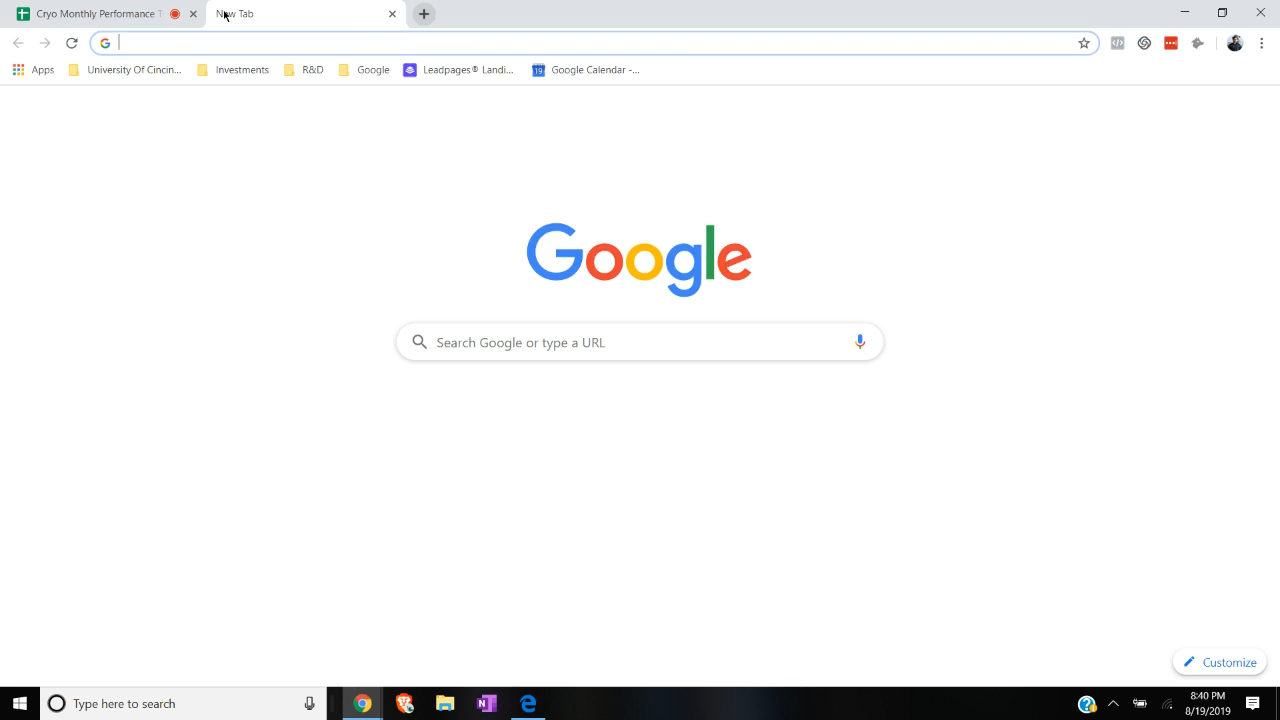 Cryo Monthly Performance T
New Tab
Apps
University Of Cincin...
Investments
R&D
Google
Leadpages® Landi...
19
Google Calendar -...
Google
Search Google or type a URL
Customize
Type here to search
8:40 PM
8/19/2019